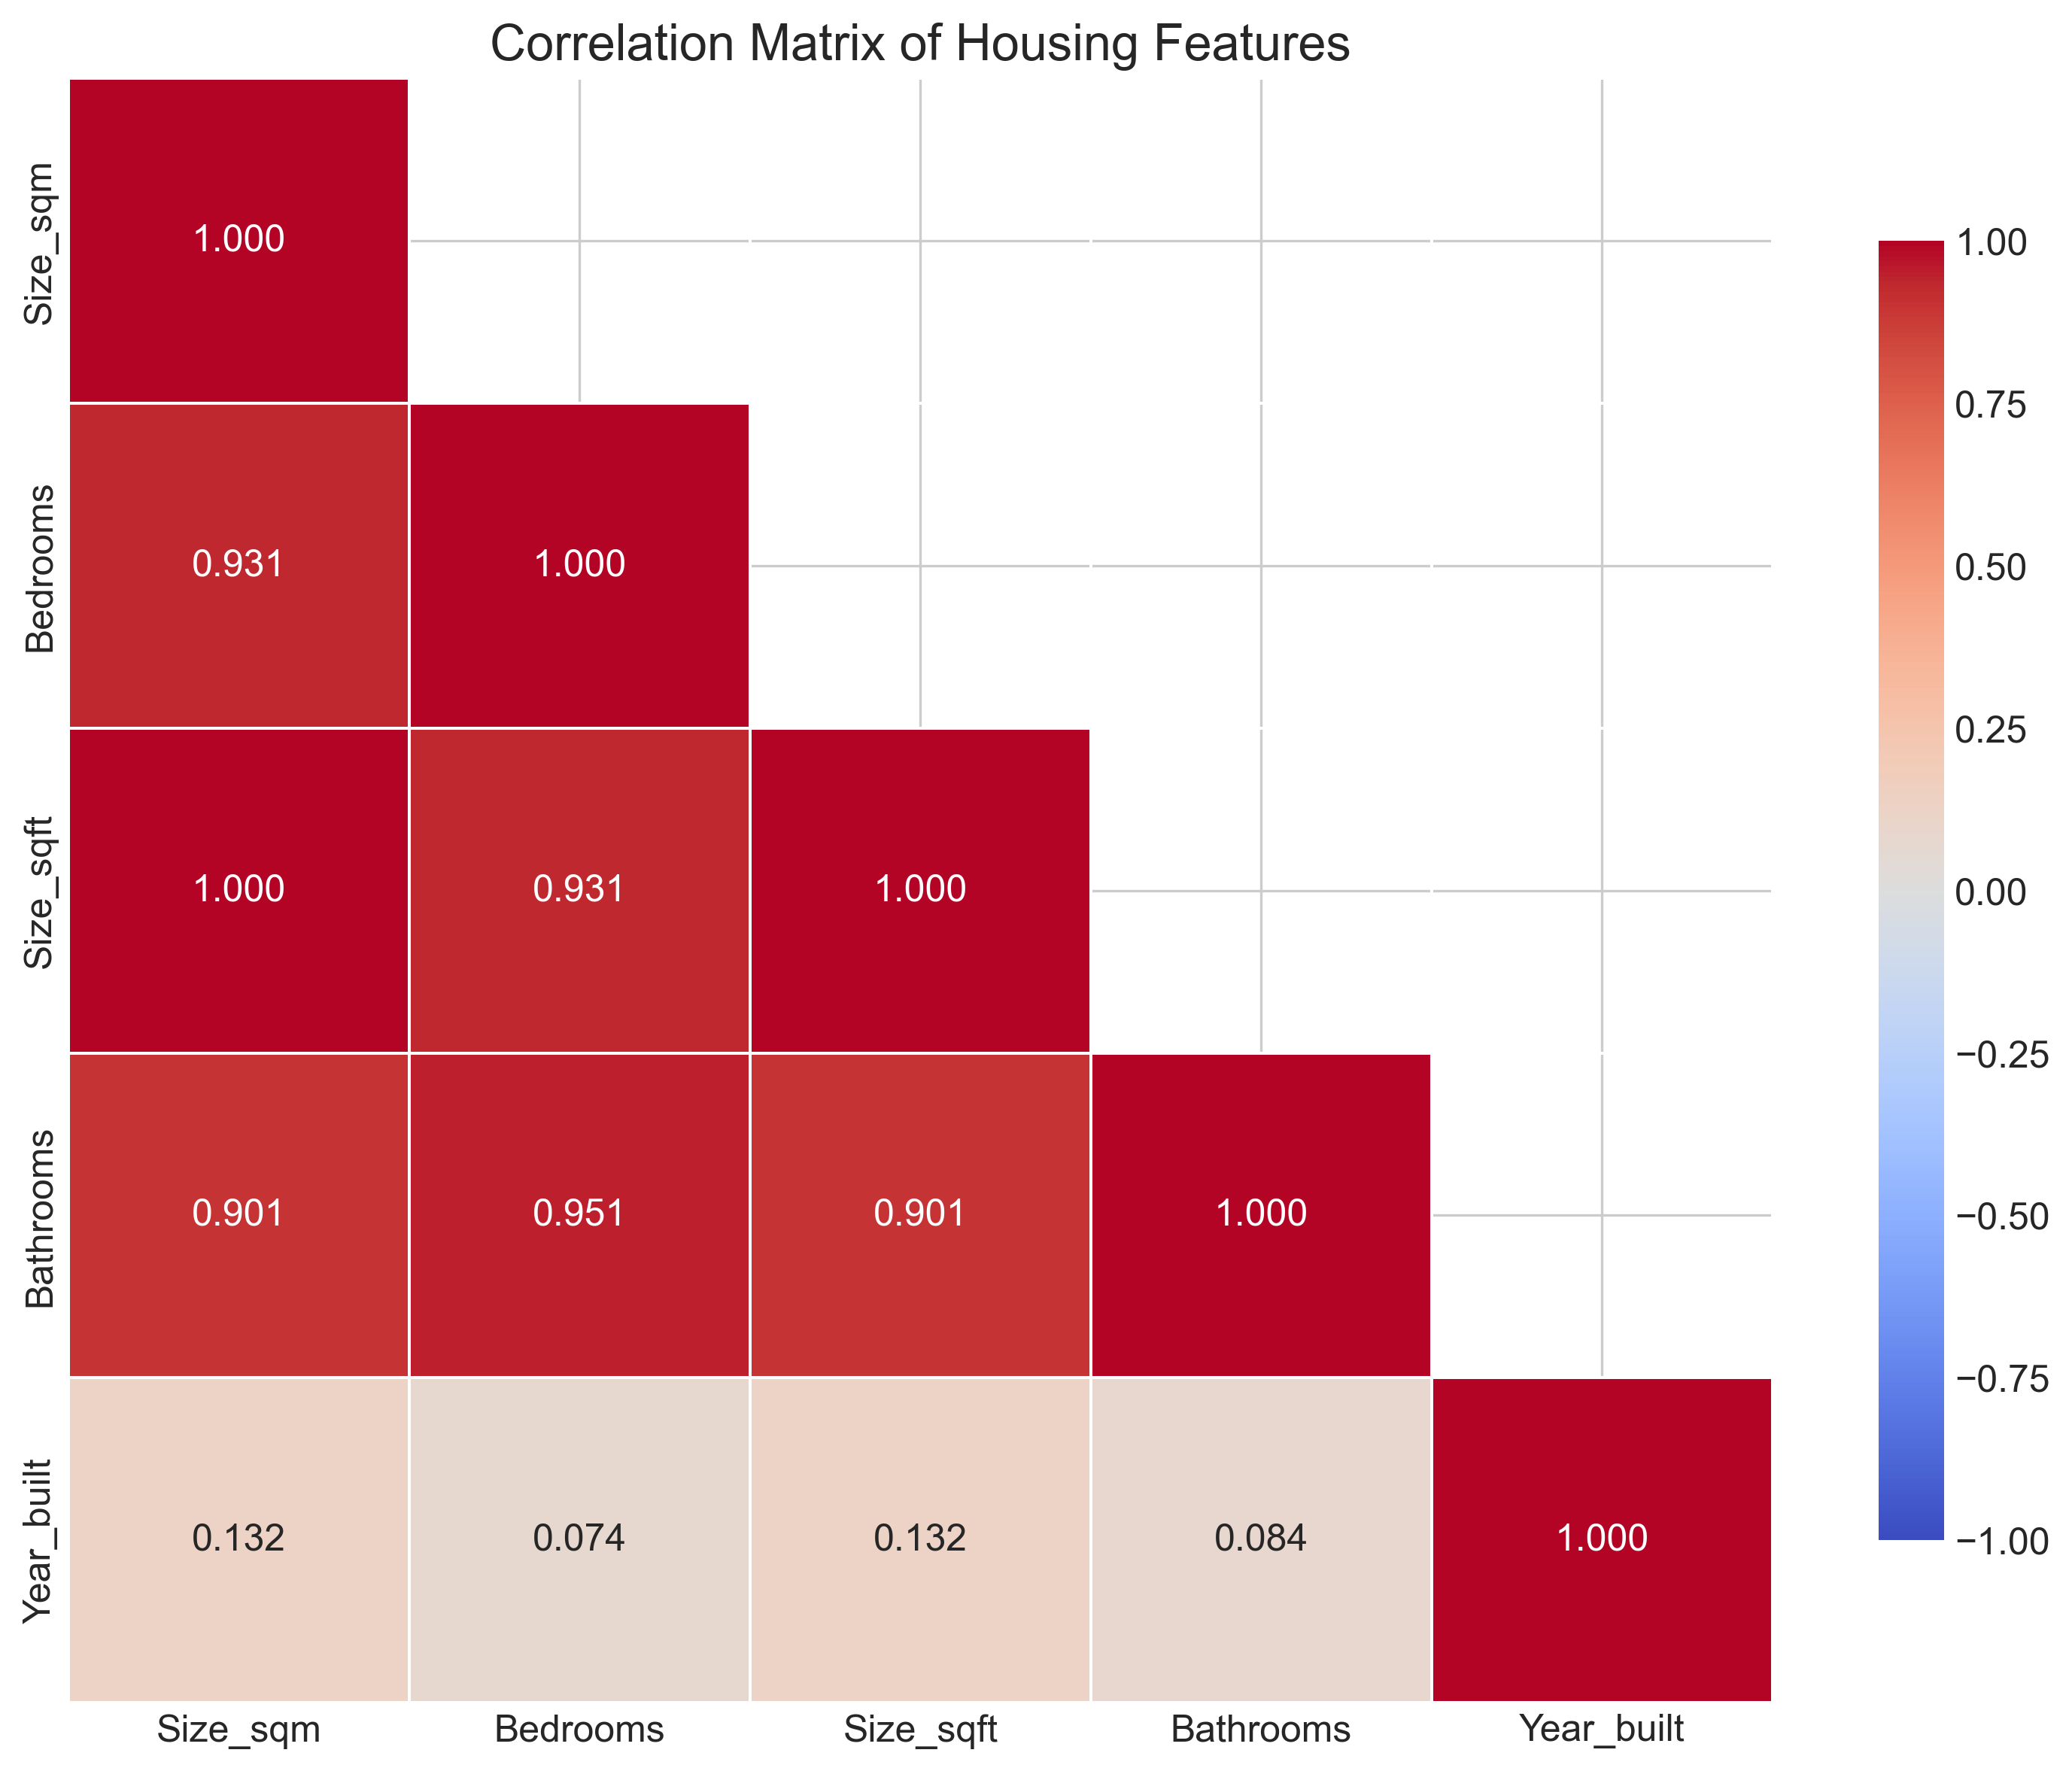 Correlation Matrix of Housing Features
Size_sqm
1.000
Bedrooms
0.931 1.000
Size_sqft
1.000 0.931 1.000
Bathrooms
0.901 0.951 0.901 1.000
Year_built
0.132 0.074 0.132 0.084 1.000
Size_sqm Bedrooms Size_sqft Bathrooms Year_built
1.00
0.75
0.50
0.25
0.00
−0.25
−0.50
−0.75
−1.00